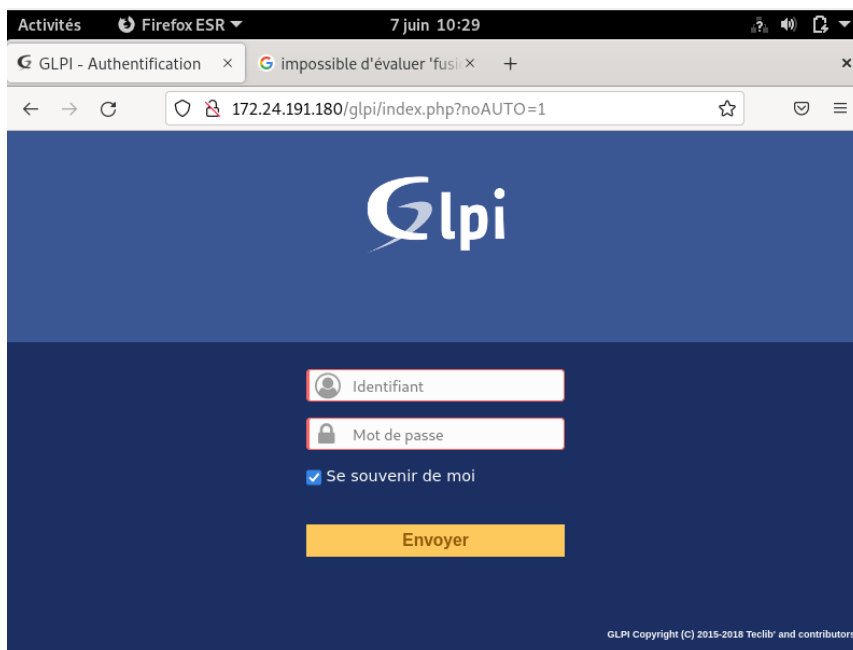 Activités Firefox ESR 7 juin 10:29
GLPI - Authentification × impossible d'évaluer 'fusi × + ×
172.24.191.180/glpi/index.php?noAUTO=1
Glpi
Identifiant
Mot de passe
Se souvenir de moi
Envoyer
GLPI Copyright (C) 2015-2018 Teclib' and contributors